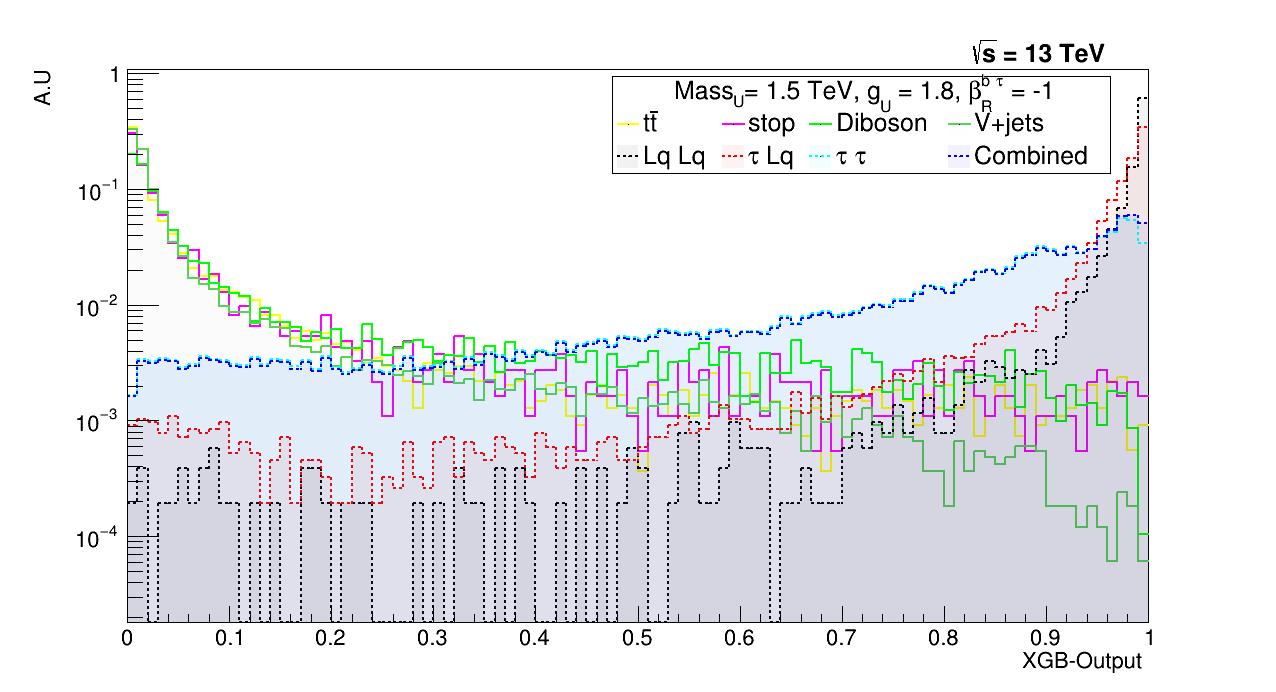 √s = 13 TeV
A.U
Mass_U= 1.5 TeV, g_U = 1.8, β_R^{b τ} = -1
tt̄ stop Diboson V+jets
Lq Lq τ Lq τ τ Combined
1
10⁻¹
10⁻²
10⁻³
10⁻⁴
0 0.1 0.2 0.3 0.4 0.5 0.6 0.7 0.8 0.9 1
XGB-Output